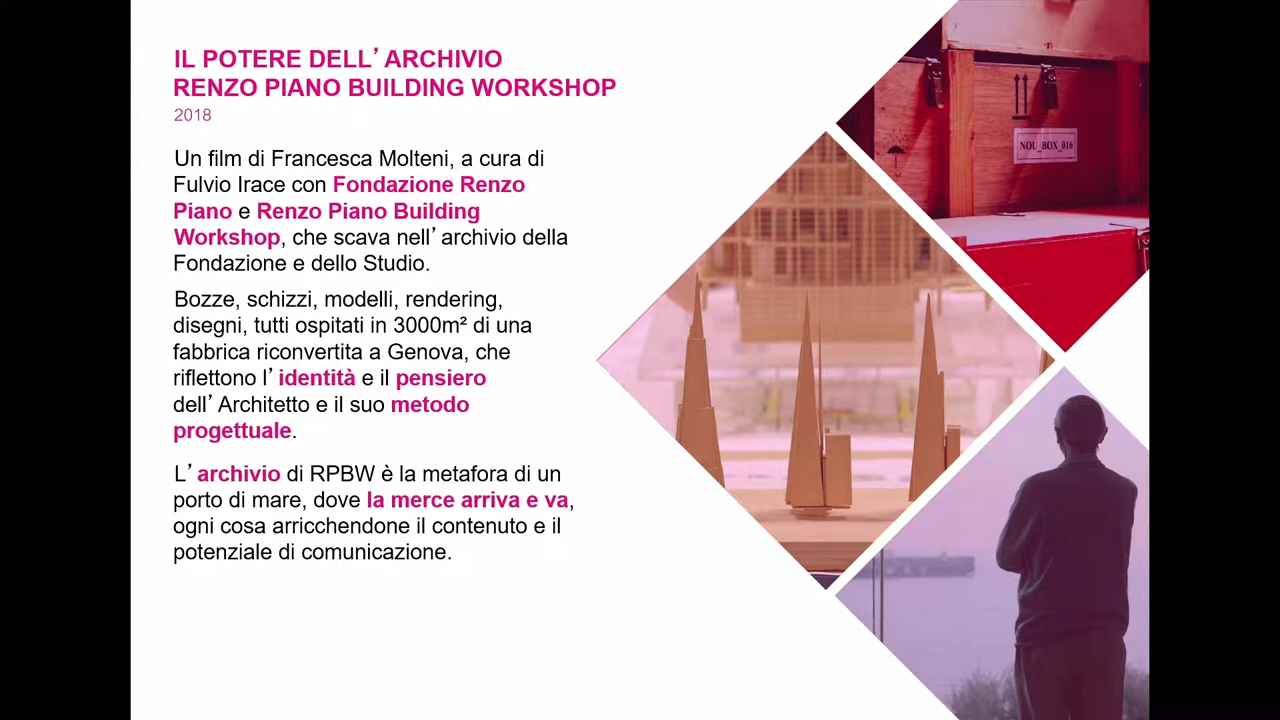 IL POTERE DELL’ARCHIVIO
RENZO PIANO BUILDING WORKSHOP
2018
Un film di Francesca Molteni, a cura di
Fulvio Irace con Fondazione Renzo
Piano e Renzo Piano Building
Workshop, che scava nell’archivio della
Fondazione e dello Studio.
Bozze, schizzi, modelli, rendering,
disegni, tutti ospitati in 3000m² di una
fabbrica riconvertita a Genova, che
riflettono l’identità e il pensiero
dell’Architetto e il suo metodo
progettuale.
L’archivio di RPBW è la metafora di un
porto di mare, dove la merce arriva e va,
ogni cosa arricchendone il contenuto e il
potenziale di comunicazione.
NOU_BOX_016